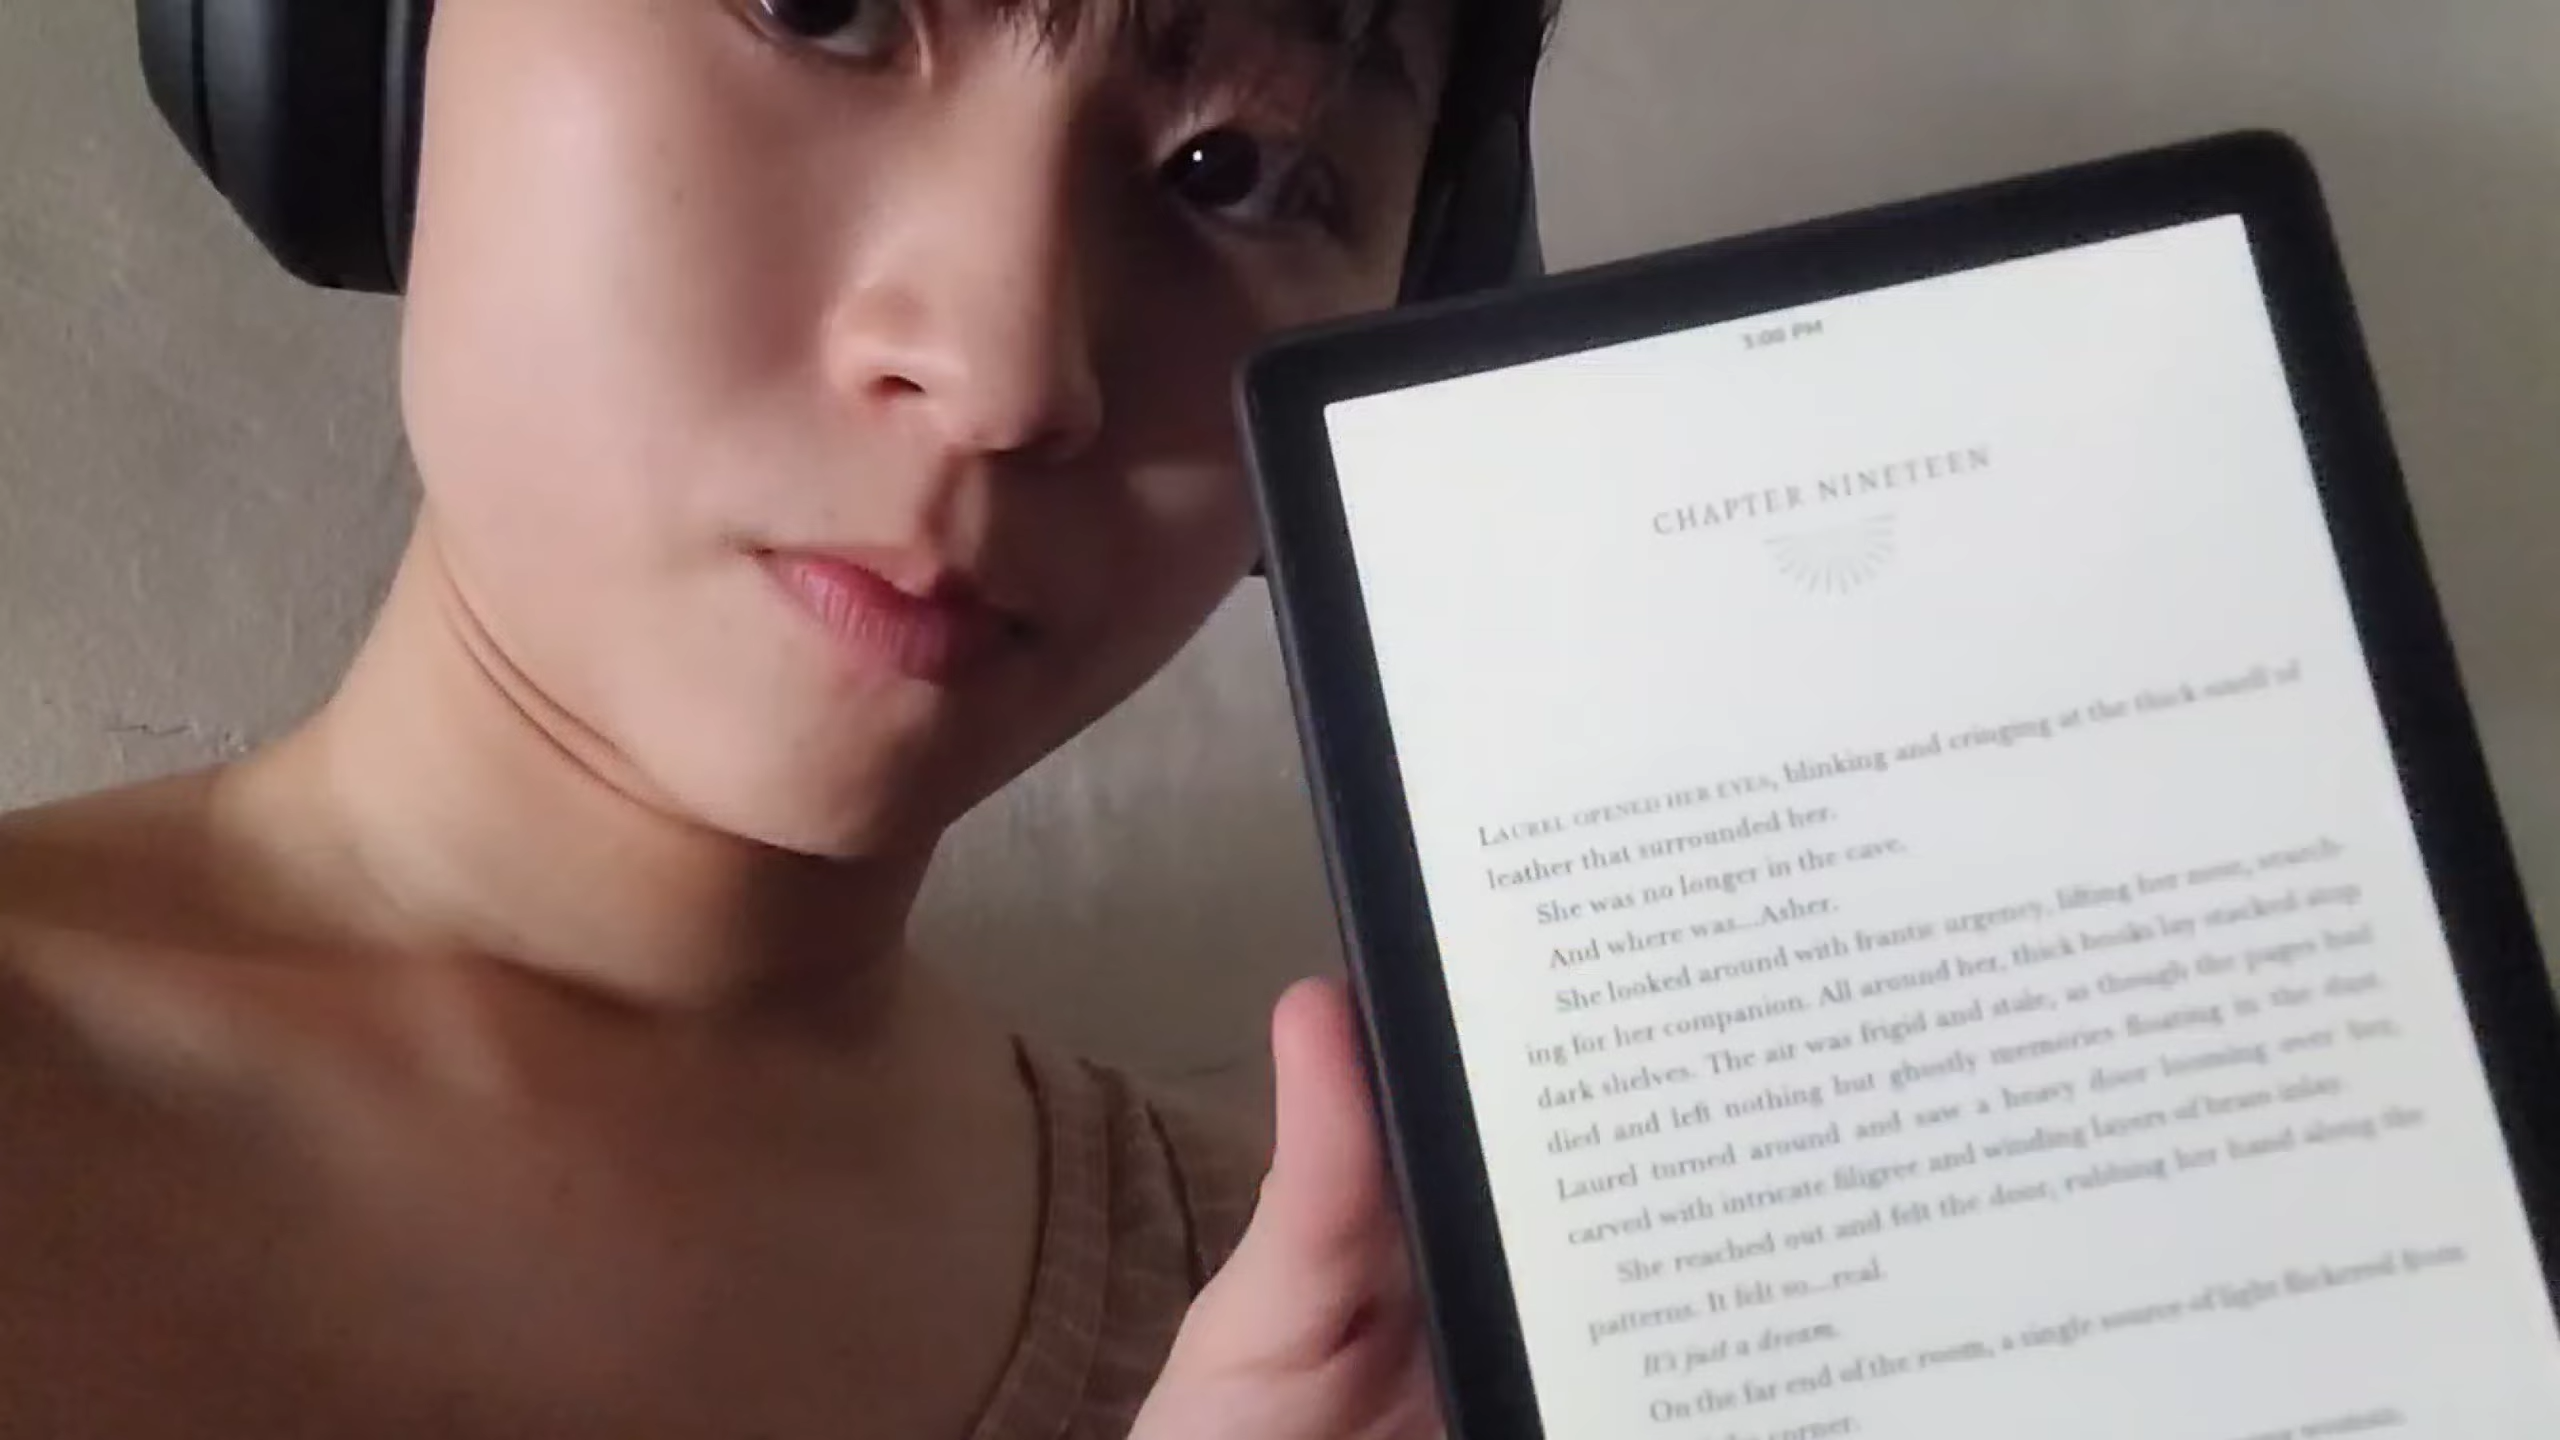 :00 PM
CHAPTER NINETEEN
LAUREL OPENED HER EYES, blinking and cringing at the thick smell of
leather that surrounded her.
She was no longer in the cave.
And where was...Asher.
She looked around with frantic urgency, lifting her nose, search-
ing for her companion. All around her, thick books lay stacked atop
dark shelves. The air was frigid and stale, as though the pages had
died and left nothing but ghostly memories floating in the dust.
Laurel turned around and saw a heavy door looming over her,
carved with intricate filigree and winding layers of brass inlay.
She reached out and felt the door, rubbing her hand along the
patterns. It felt so...real.
It's just a dream.
On the far end of the room, a single source of light flickered from
corner.